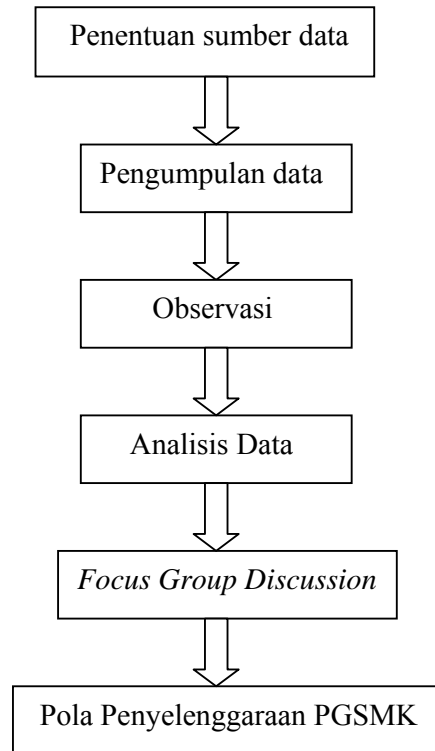 Penentuan sumber data
Pengumpulan data
Observasi
Analisis Data
Focus Group Discussion
Pola Penyelenggaraan PGSMK